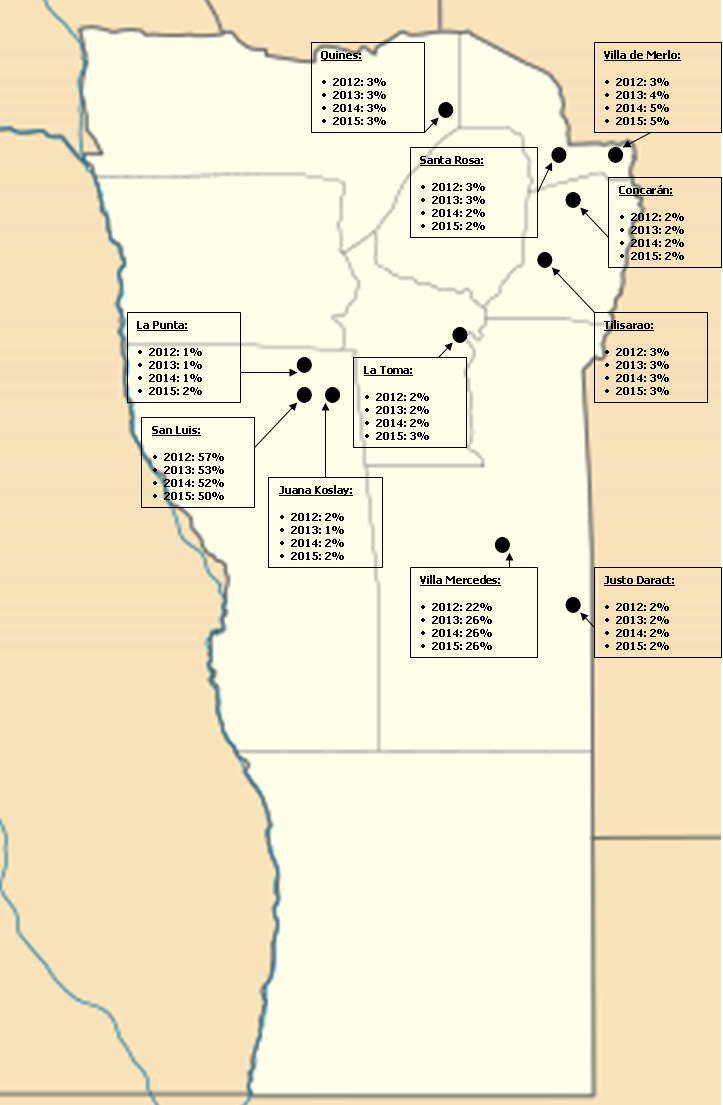 Quines:
• 2012: 3%
• 2013: 3%
• 2014: 3%
• 2015: 3%
Villa de Merlo:
• 2012: 3%
• 2013: 4%
• 2014: 5%
• 2015: 5%
Santa Rosa:
• 2012: 3%
• 2013: 3%
• 2014: 2%
• 2015: 2%
Concarán:
• 2012: 2%
• 2013: 2%
• 2014: 2%
• 2015: 2%
La Punta:
• 2012: 1%
• 2013: 1%
• 2014: 1%
• 2015: 2%
Tilisarao:
• 2012: 3%
• 2013: 3%
• 2014: 3%
• 2015: 3%
La Toma:
• 2012: 2%
• 2013: 2%
• 2014: 2%
• 2015: 3%
San Luis:
• 2012: 57%
• 2013: 53%
• 2014: 52%
• 2015: 50%
Juana Koslay:
• 2012: 2%
• 2013: 1%
• 2014: 2%
• 2015: 2%
Villa Mercedes:
• 2012: 22%
• 2013: 26%
• 2014: 26%
• 2015: 26%
Justo Daract:
• 2012: 2%
• 2013: 2%
• 2014: 2%
• 2015: 2%